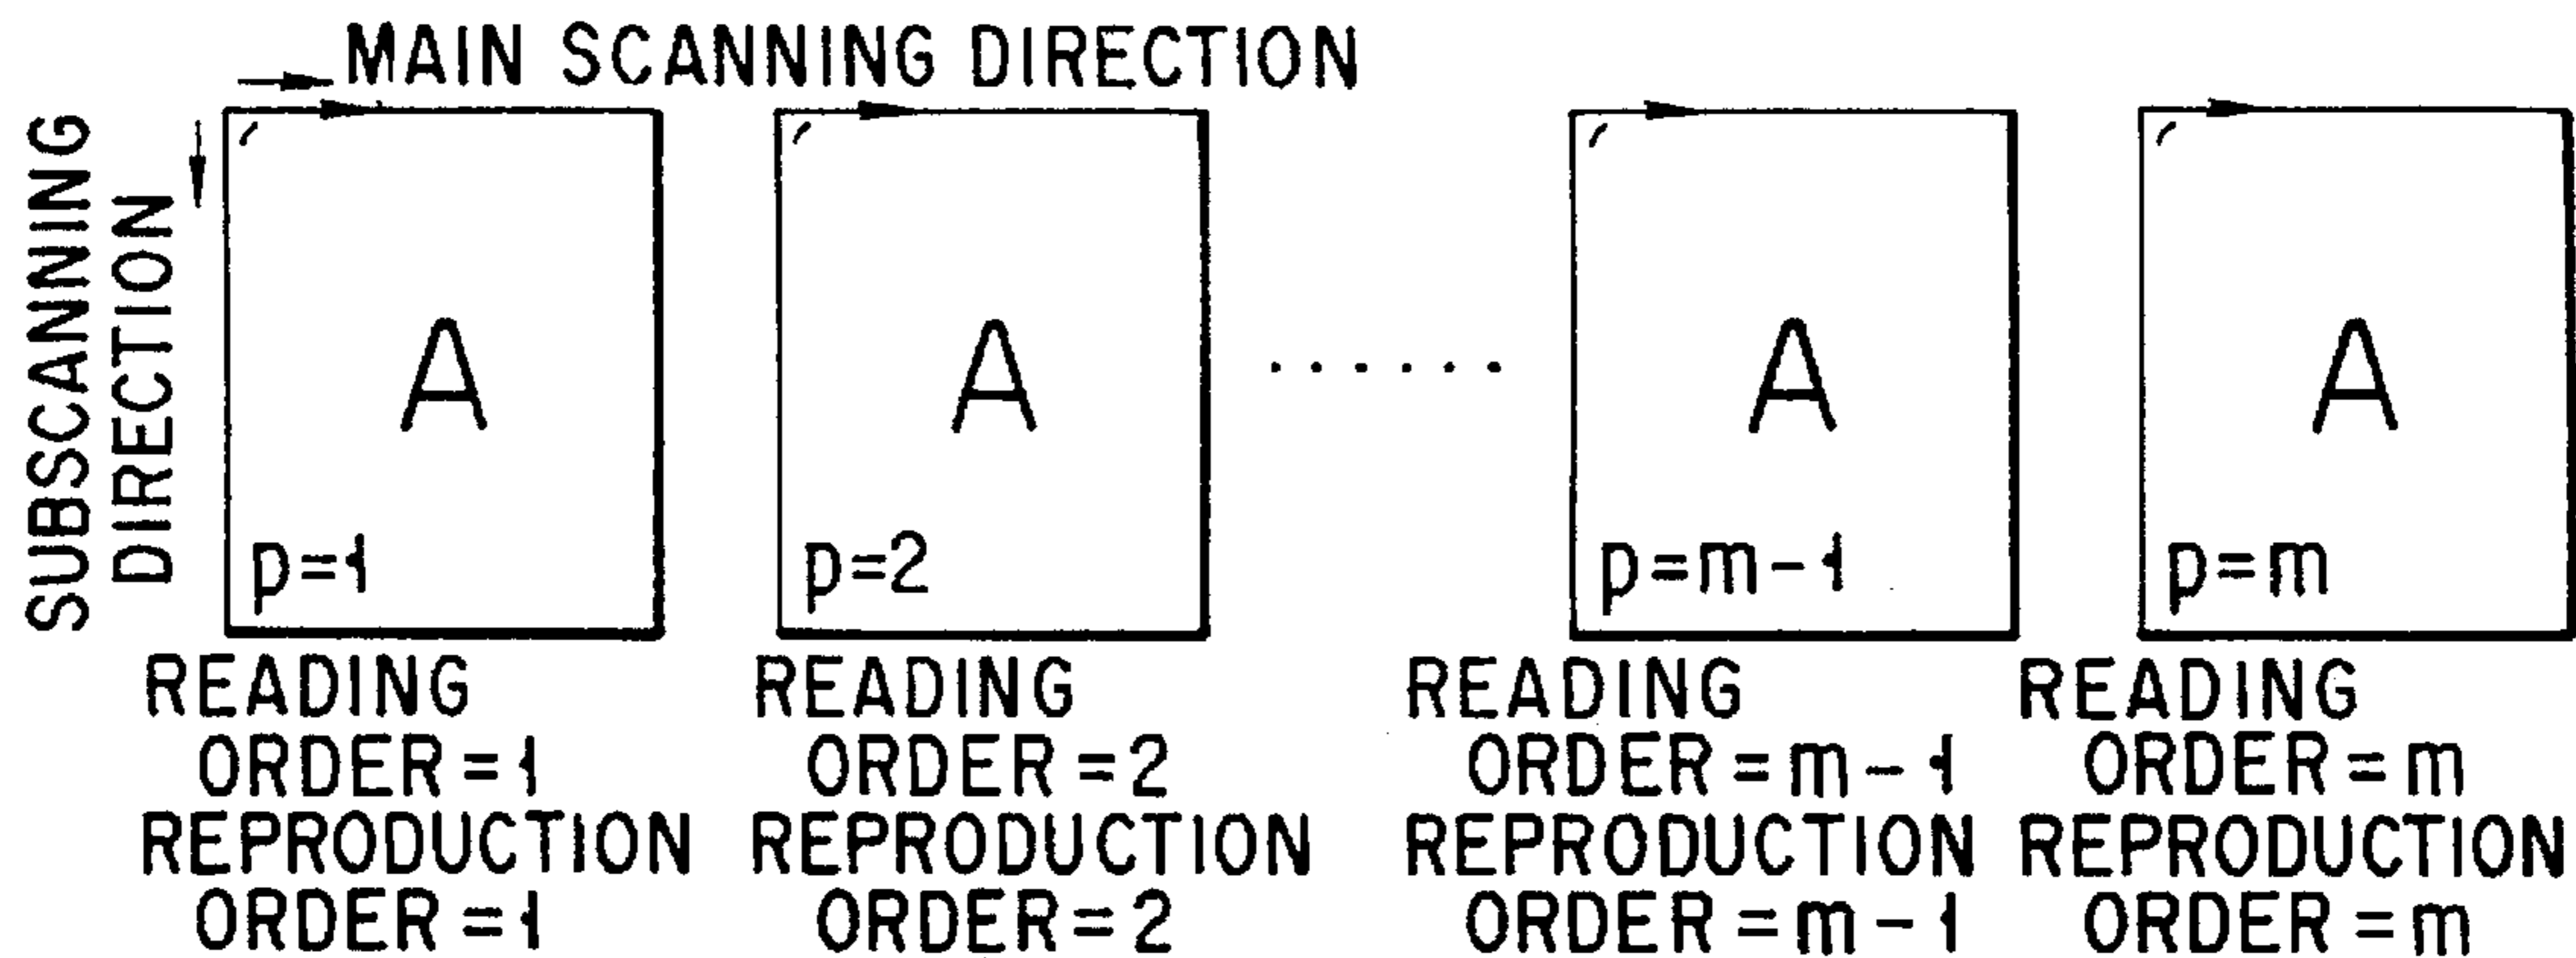 MAIN SCANNING DIRECTION
SUBSCANNING
DIRECTION
A
A
......
A
A
p=1
p=2
p=m-1
p=m
READING
ORDER=1
REPRODUCTION
ORDER=1
READING
ORDER=2
REPRODUCTION
ORDER=2
READING
ORDER=m-1
REPRODUCTION
ORDER=m-1
READING
ORDER=m
REPRODUCTION
ORDER=m